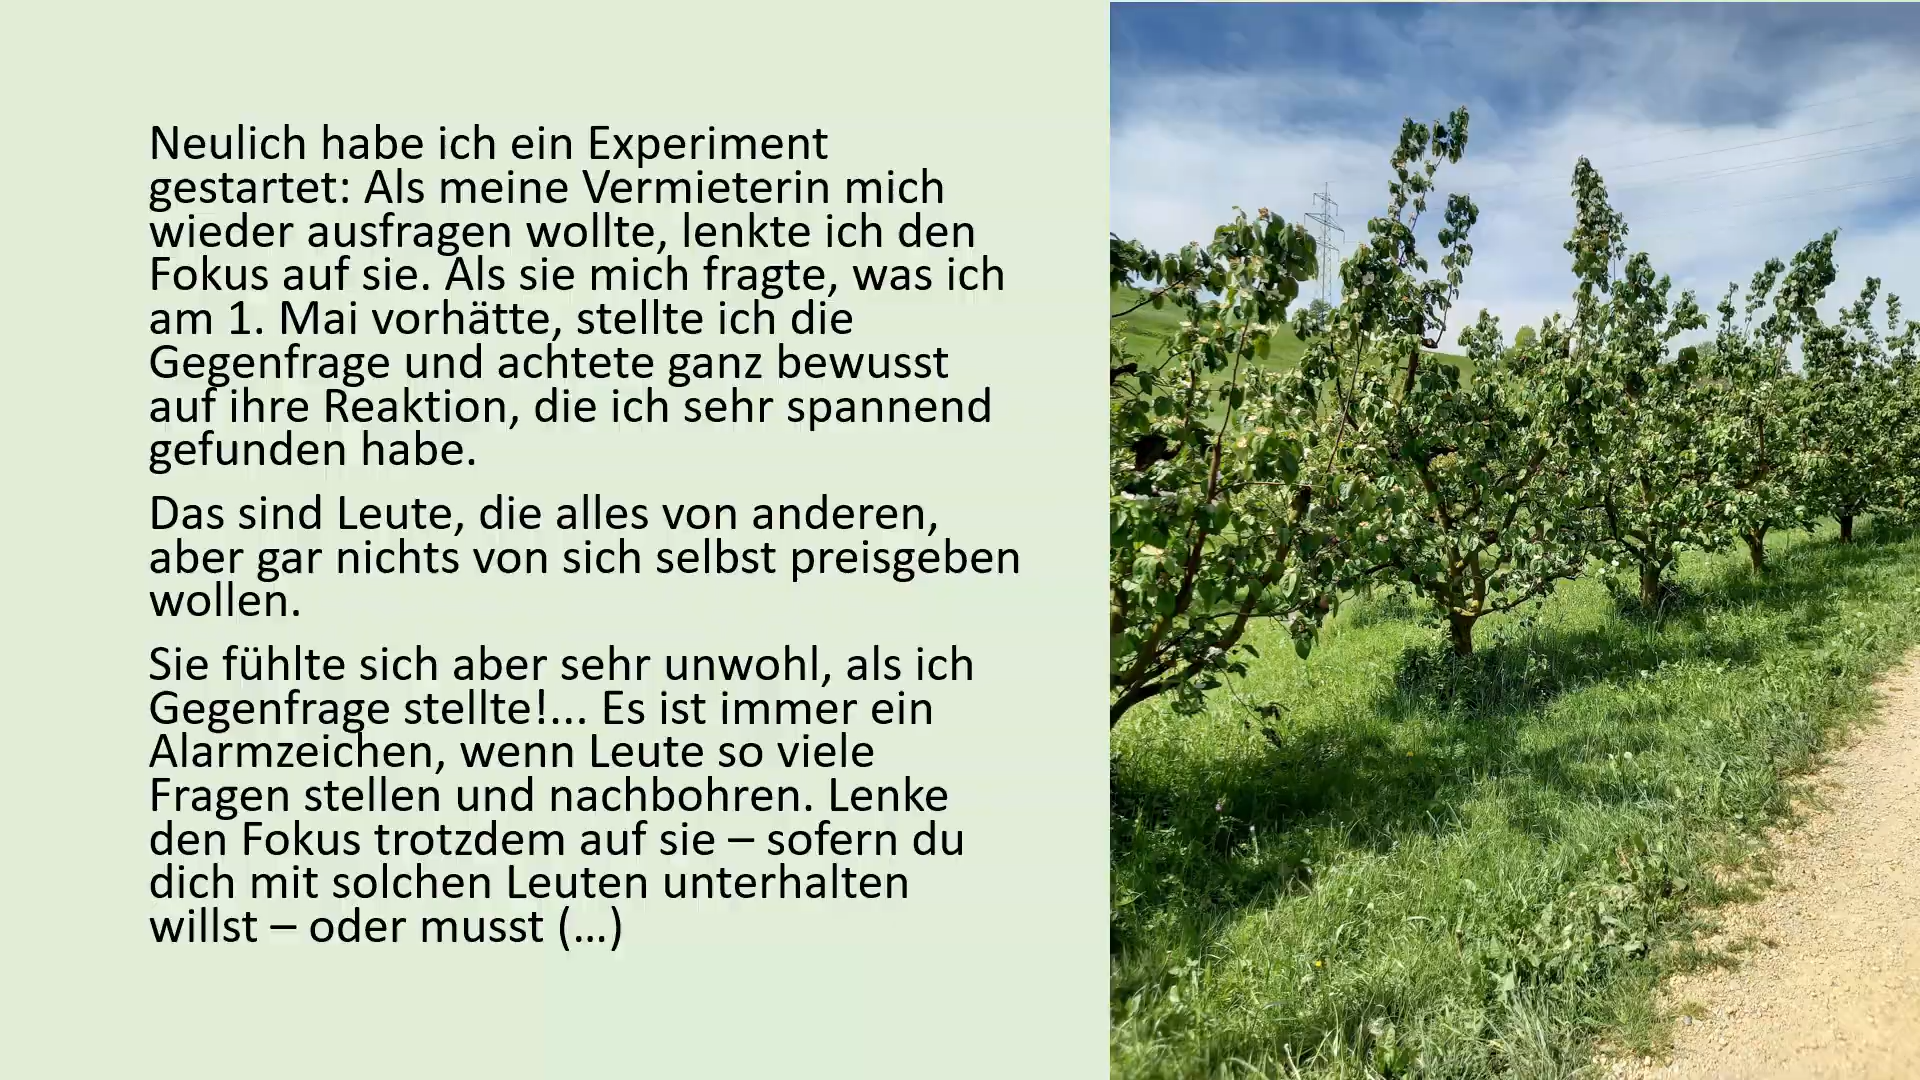 Neulich habe ich ein Experiment
gestartet: Als meine Vermieterin mich
wieder ausfragen wollte, lenkte ich den
Fokus auf sie. Als sie mich fragte, was ich
am 1. Mai vorhätte, stellte ich die
Gegenfrage und achtete ganz bewusst
auf ihre Reaktion, die ich sehr spannend
gefunden habe.
Das sind Leute, die alles von anderen,
aber gar nichts von sich selbst preisgeben
wollen.
Sie fühlte sich aber sehr unwohl, als ich
Gegenfrage stellte!... Es ist immer ein
Alarmzeichen, wenn Leute so viele
Fragen stellen und nachbohren. Lenke
den Fokus trotzdem auf sie – sofern du
dich mit solchen Leuten unterhalten
willst – oder musst (…)